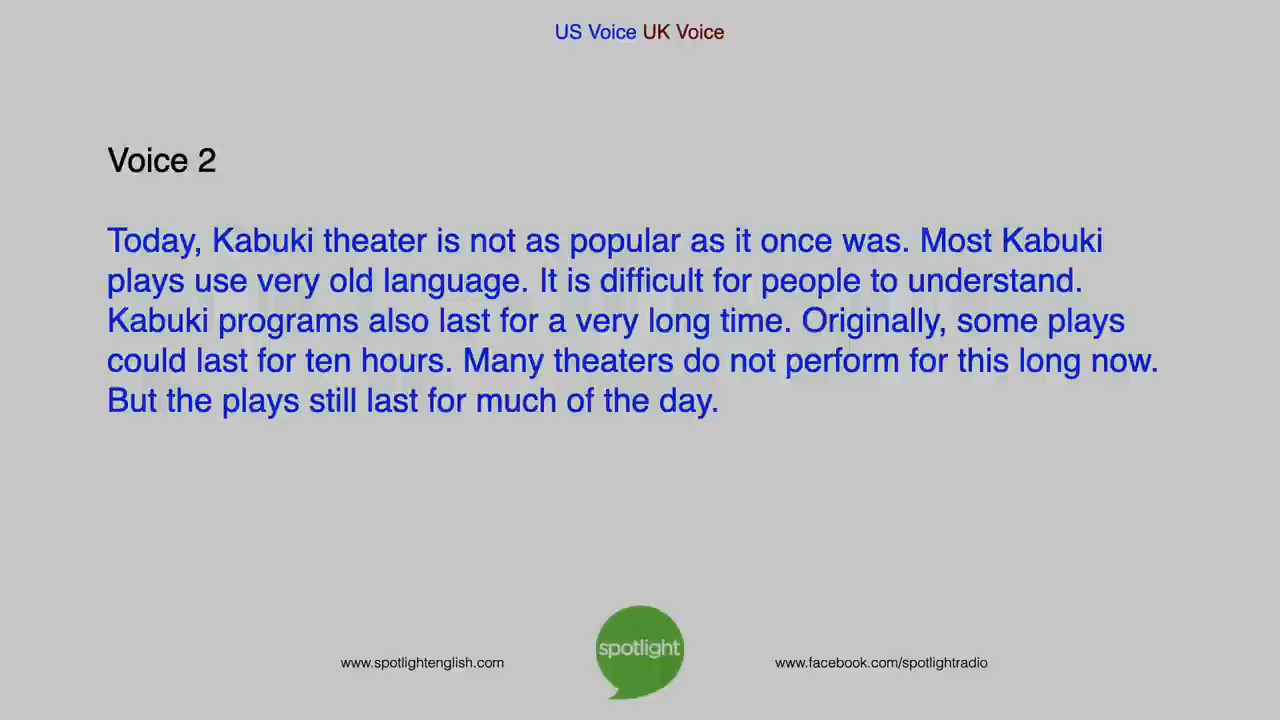 US Voice UK Voice
Voice 2
Today, Kabuki theater is not as popular as it once was. Most Kabuki
plays use very old language. It is difficult for people to understand.
Kabuki programs also last for a very long time. Originally, some plays
could last for ten hours. Many theaters do not perform for this long now.
But the plays still last for much of the day.
spotlight
www.spotlightenglish.com
www.facebook.com/spotlightradio